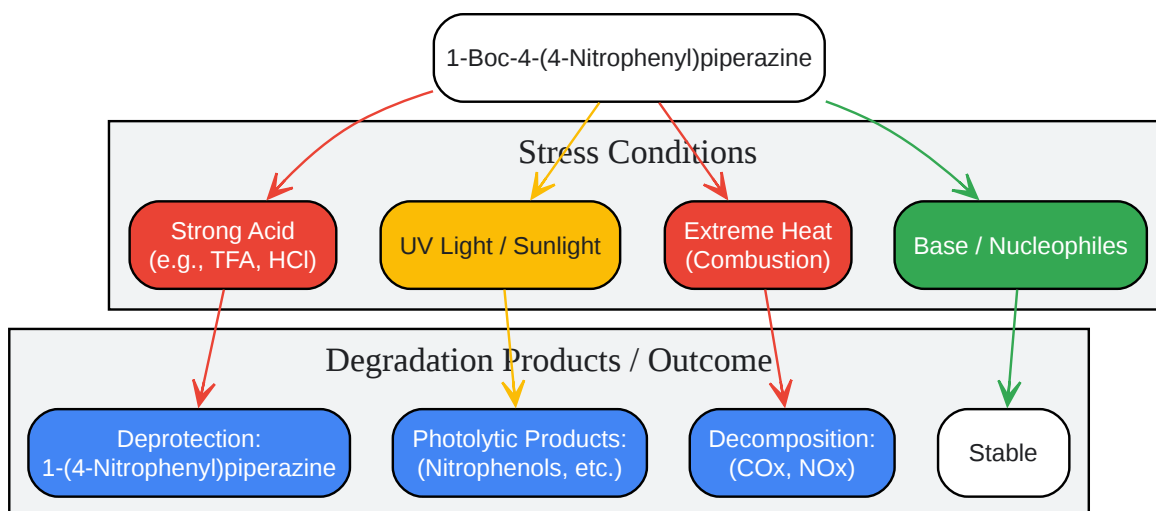 1-Boc-4-(4-Nitrophenyl)piperazine
Stress Conditions
Strong Acid
(e.g., TFA, HCl)
UV Light / Sunlight
Extreme Heat
(Combustion)
Base / Nucleophiles
Degradation Products / Outcome
Deprotection:
1-(4-Nitrophenyl)piperazine
Photolytic Products:
(Nitrophenols, etc.)
Decomposition:
(COx, NOx)
Stable